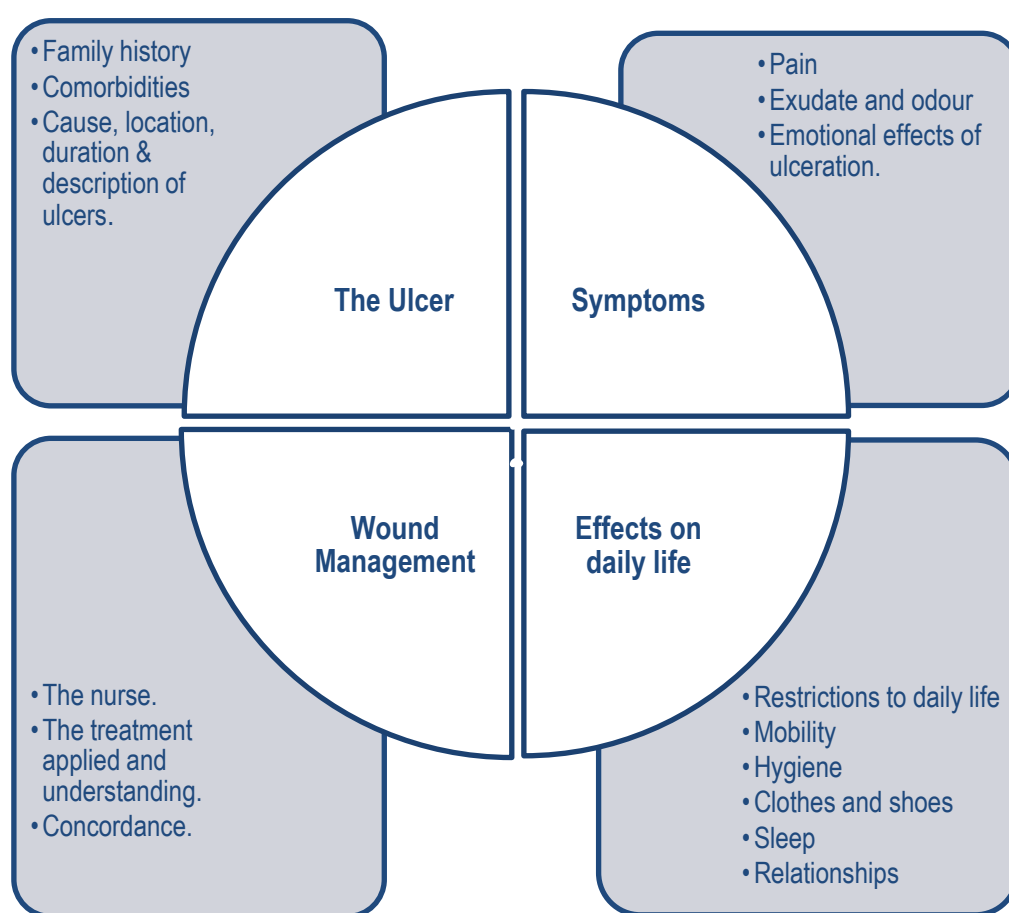 • Family history
• Comorbidities
• Cause, location,
duration &
description of
ulcers.
• Pain
• Exudate and odour
• Emotional effects of
ulceration.
The Ulcer
Symptoms
Wound
Management
Effects on
daily life
• The nurse.
• The treatment
applied and
understanding.
• Concordance.
• Restrictions to daily life
• Mobility
• Hygiene
• Clothes and shoes
• Sleep
• Relationships